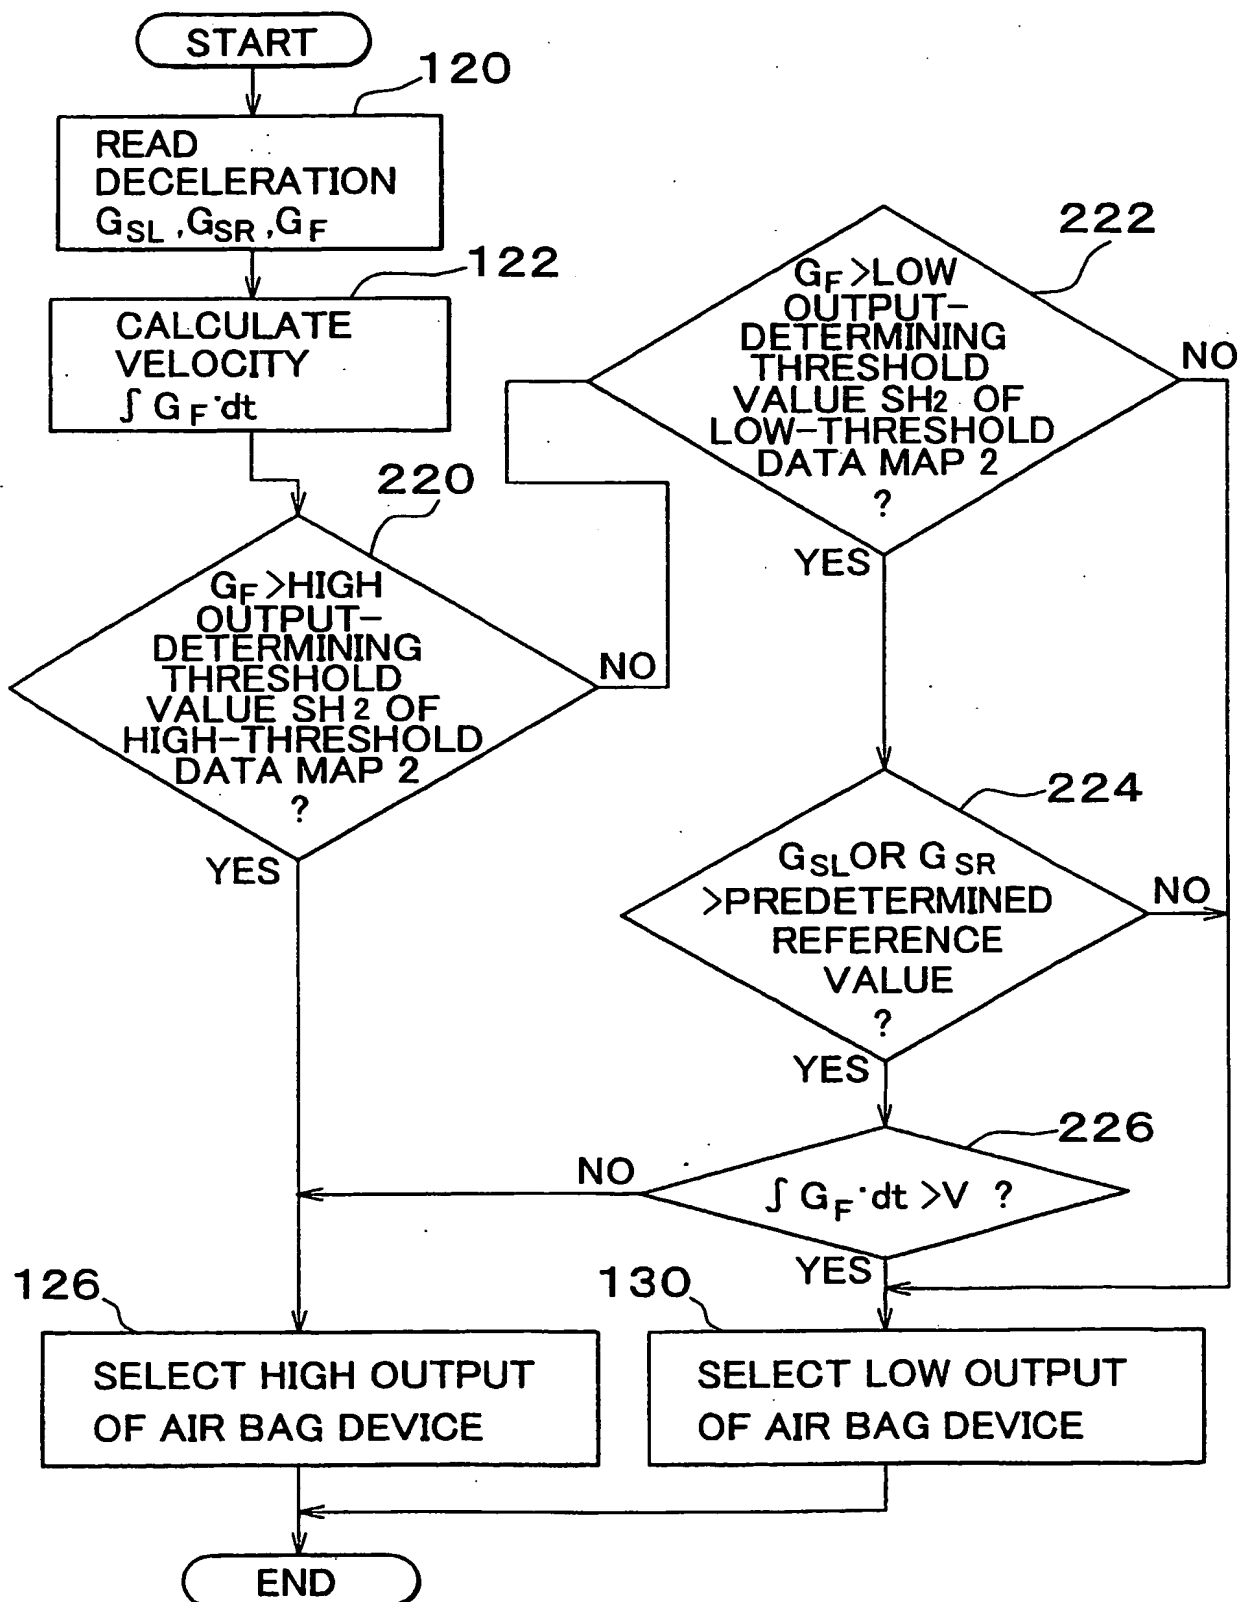 START
120
READ
DECELERATION
GSL ,GSR ,GF
122
CALCULATE
VELOCITY
∫ GF·dt
220
GF >HIGH
OUTPUT-
DETERMINING
THRESHOLD
VALUE SH2 OF
HIGH-THRESHOLD
DATA MAP 2
?
NO
YES
222
GF >LOW
OUTPUT-
DETERMINING
THRESHOLD
VALUE SH2 OF
LOW-THRESHOLD
DATA MAP 2
?
NO
YES
224
GSL OR GSR
>PREDETERMINED
REFERENCE
VALUE
?
NO
YES
226
∫ GF·dt >V ?
NO
YES
126
SELECT HIGH OUTPUT
OF AIR BAG DEVICE
130
SELECT LOW OUTPUT
OF AIR BAG DEVICE
END